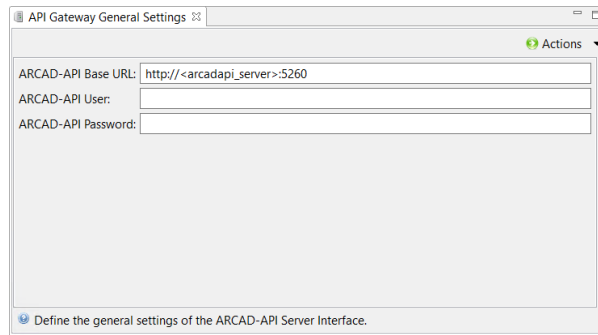 API Gateway General Settings
Actions
ARCAD-API Base URL: http://<arcadapi_server>:5260
ARCAD-API User:
ARCAD-API Password:
Define the general settings of the ARCAD-API Server Interface.